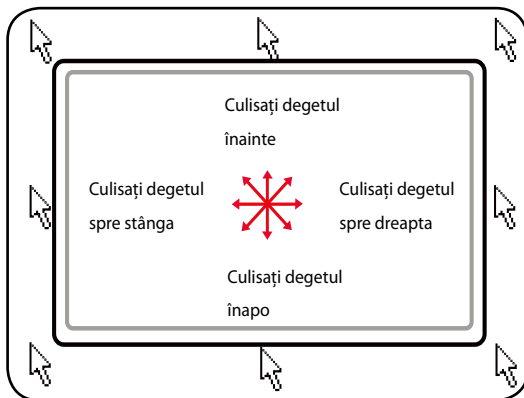 Culisați degetul
înainte
Culisați degetul
spre stânga
Culisați degetul
spre dreapta
Culisați degetul
înapo